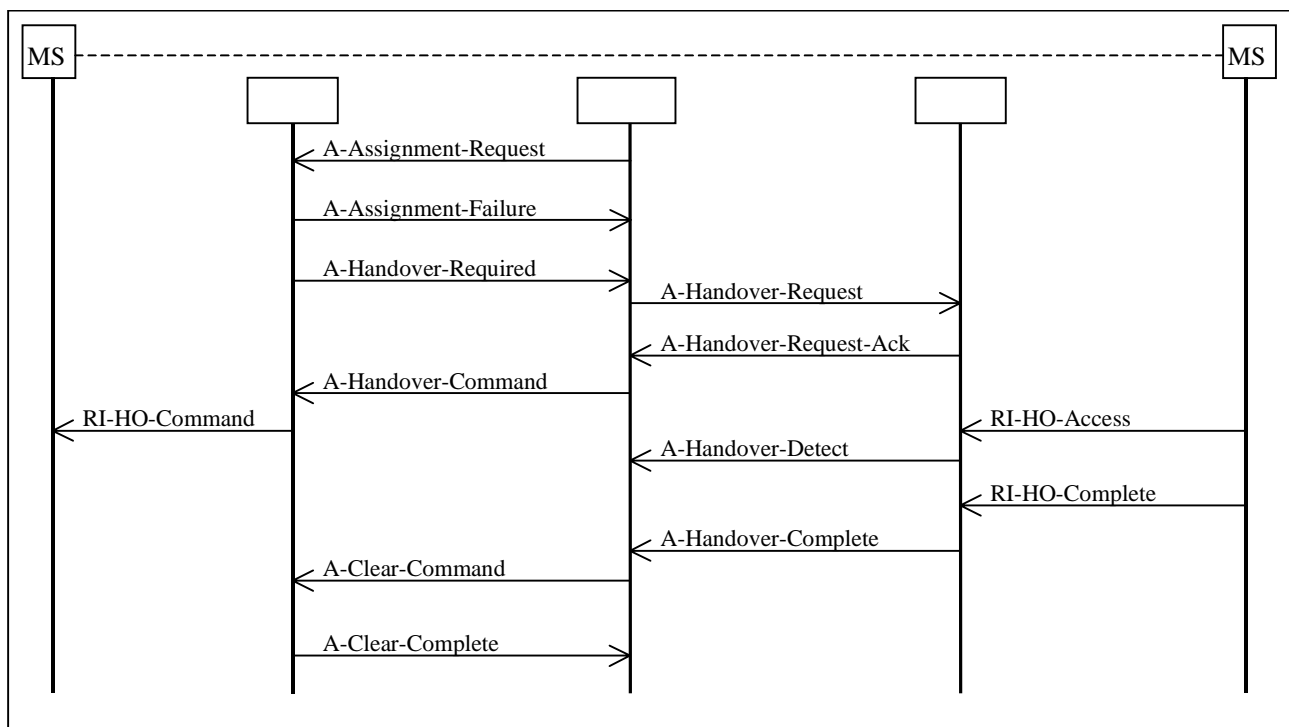 MS
MS
A-Assignment-Request
A-Assignment-Failure
A-Handover-Required
A-Handover-Request
A-Handover-Request-Ack
A-Handover-Command
RI-HO-Command
RI-HO-Access
A-Handover-Detect
RI-HO-Complete
A-Handover-Complete
A-Clear-Command
A-Clear-Complete